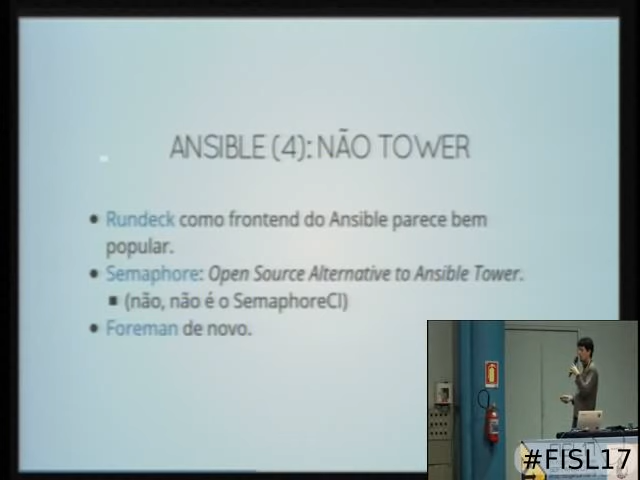 ANSIBLE (4): NÃO TOWER
• Rundeck como frontend do Ansible parece bem
popular.
• Semaphore: Open Source Alternative to Ansible Tower.
▪ (não, não é o SemaphoreCI)
• Foreman de novo.
#FISL17